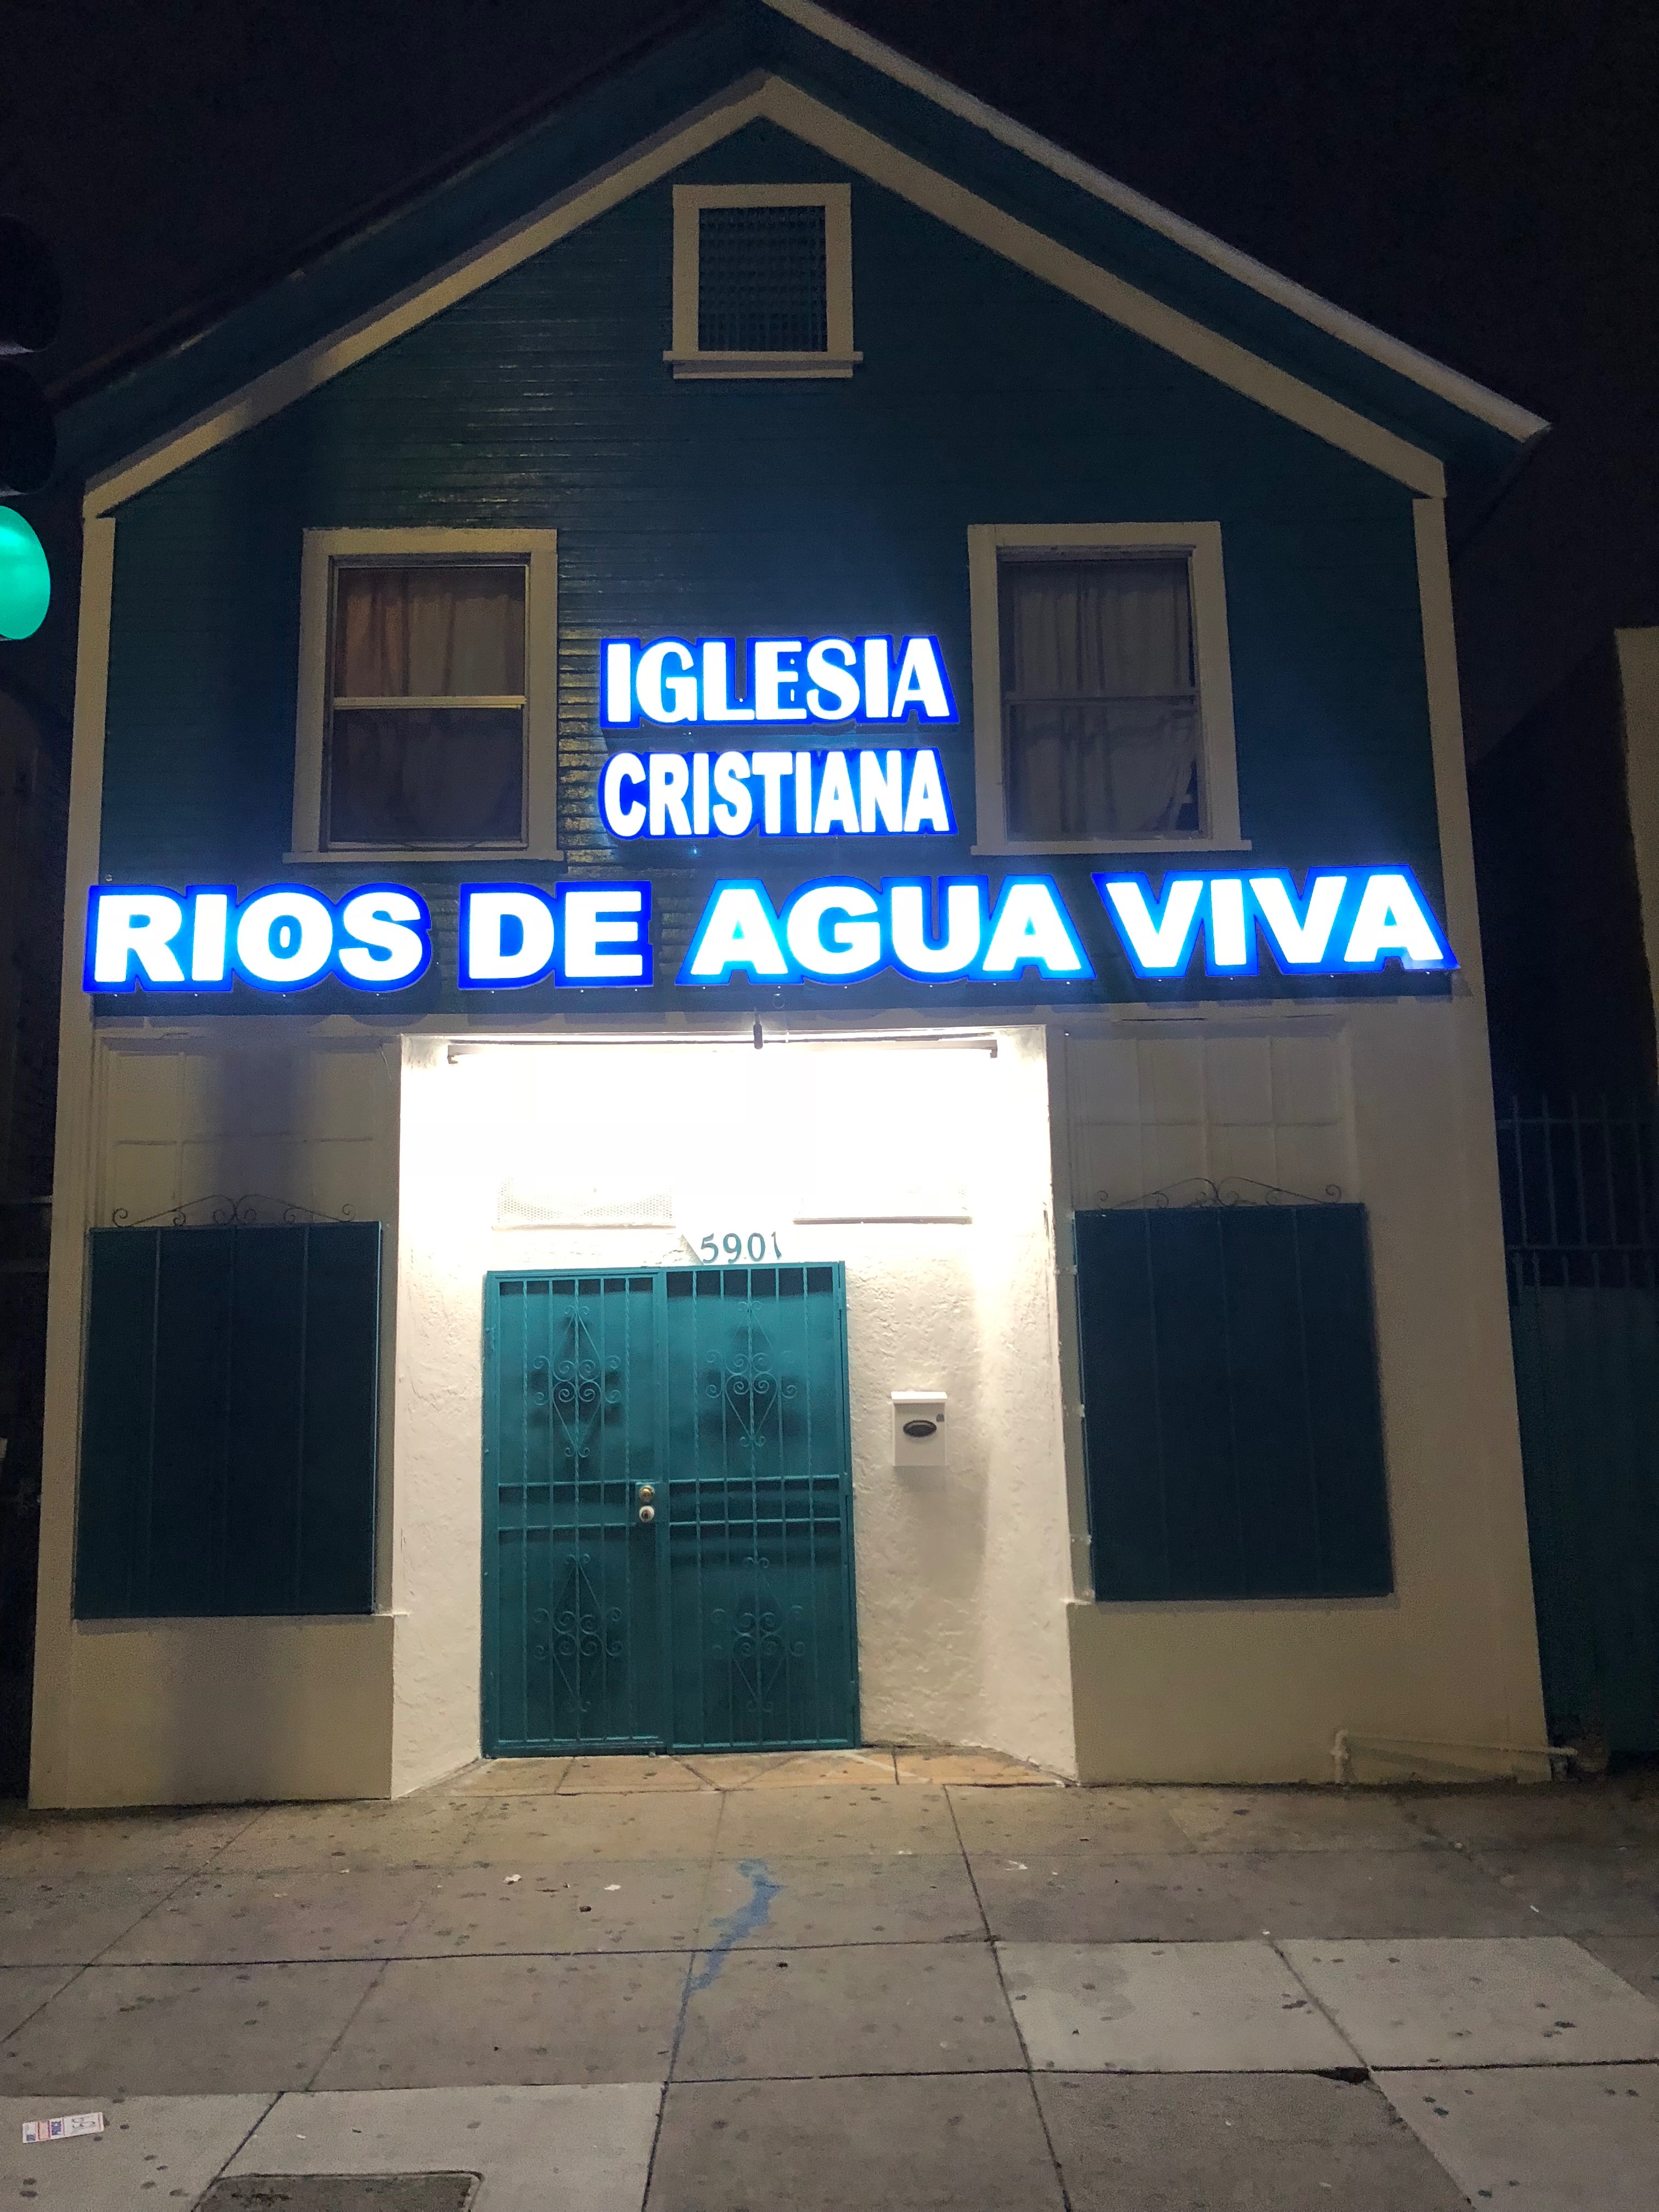 IGLESIA
CRISTIANA
RIOS DE AGUA VIVA
5901